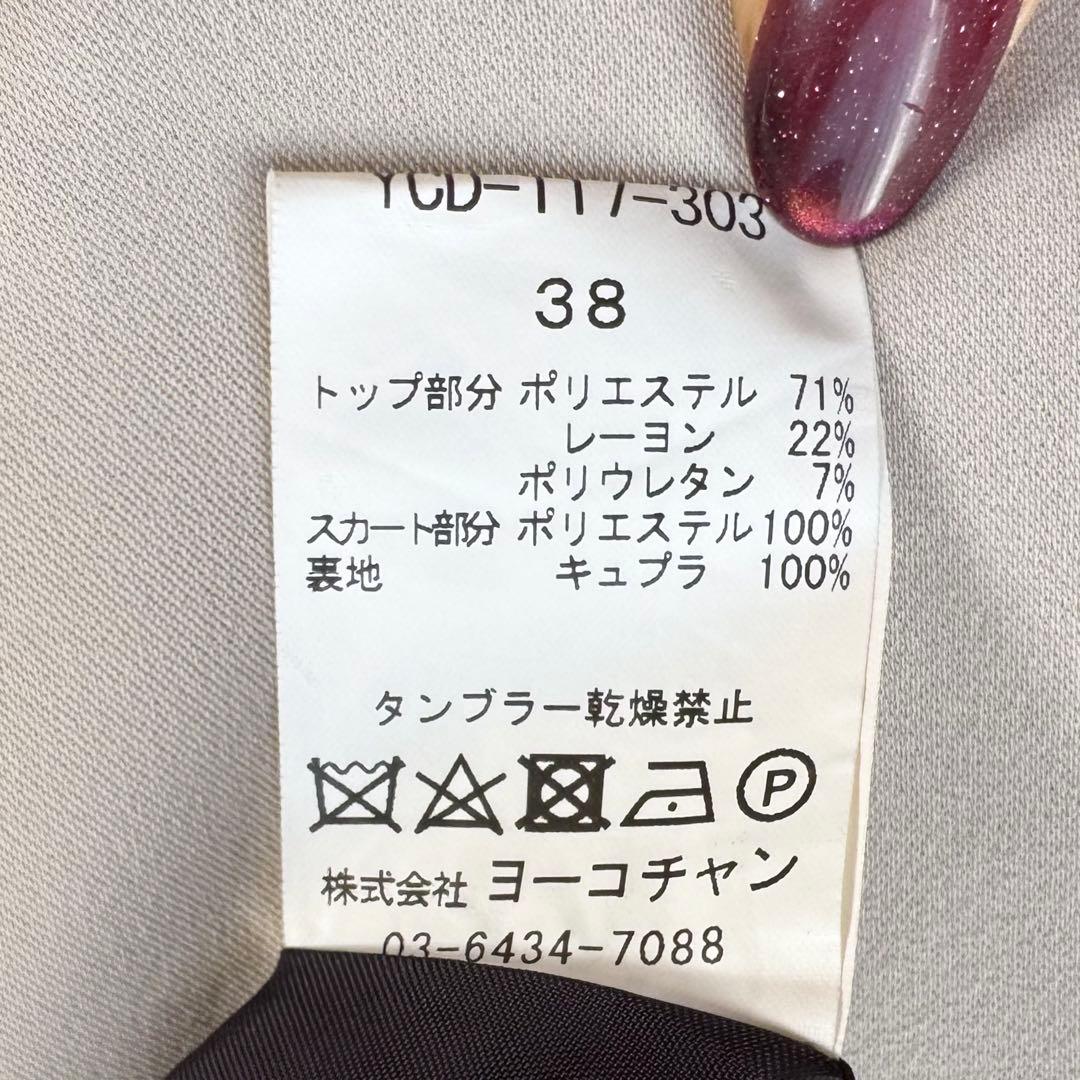 YCD-117-303
38
トップ部分 ポリエステル 71%
レーヨン 22%
ポリウレタン 7%
スカート部分 ポリエステル 100%
裏地 キュプラ 100%
タンブラー乾燥禁止
P
株式会社 ヨーコチャン
03-6434-7088